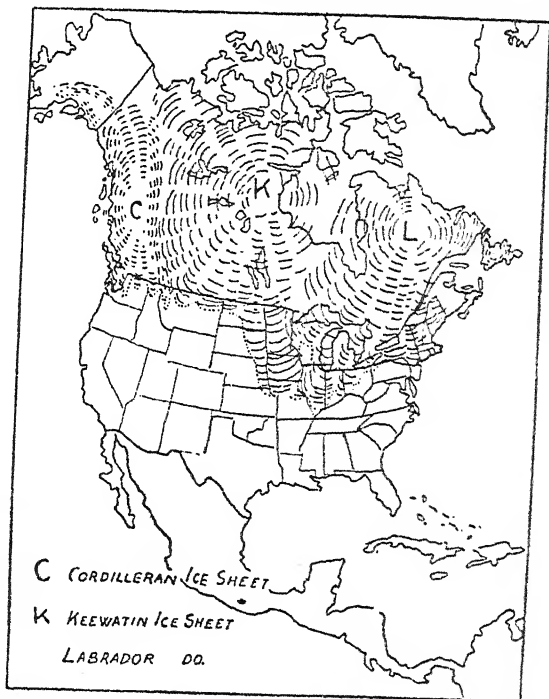 K
C
L
C CORDILLERAN ICE SHEET
K KEEWATIN ICE SHEET
LABRADOR DO.